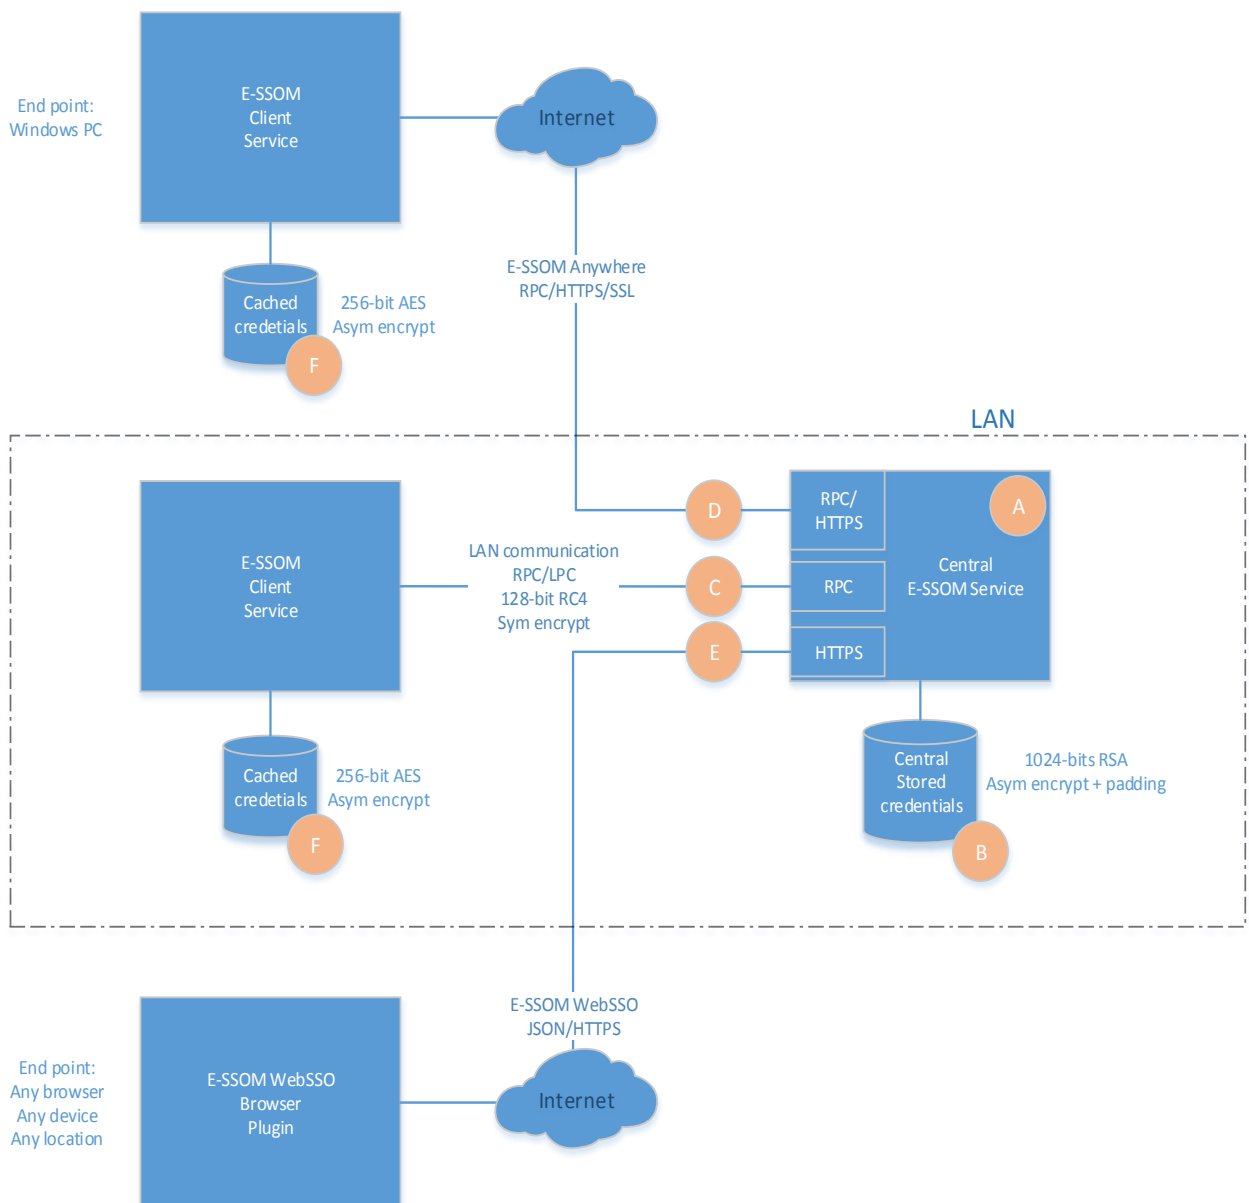 End point:
Windows PC
E-SSOM
Client
Service
Internet
E-SSOM Anywhere
RPC/HTTPS/SSL
Cached
credetials
256-bit AES
Asym encrypt
F
LAN
E-SSOM
Client
Service
LAN communication
RPC/LPC
128-bit RC4
Sym encrypt
D
C
E
RPC/
HTTPS
RPC
HTTPS
A
Central
E-SSOM Service
Cached
credetials
256-bit AES
Asym encrypt
F
Central
Stored
credentials
1024-bits RSA
Asym encrypt + padding
B
E-SSOM WebSSO
JSON/HTTPS
End point:
Any browser
Any device
Any location
E-SSOM WebSSO
Browser
Plugin
Internet